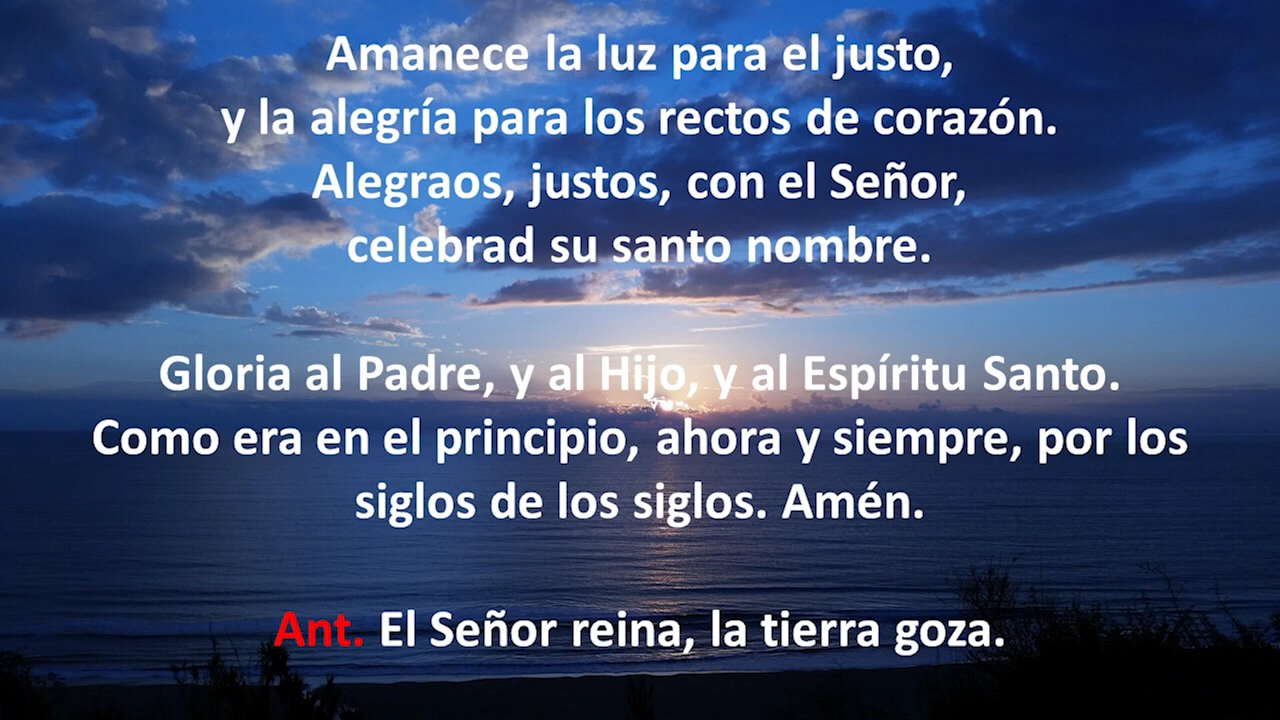 Amanece la luz para el justo,
y la alegría para los rectos de corazón.
Alegraos, justos, con el Señor,
celebrad su santo nombre.
Gloria al Padre, y al Hijo, y al Espíritu Santo.
Como era en el principio, ahora y siempre, por los
siglos de los siglos. Amén.
Ant. El Señor reina, la tierra goza.